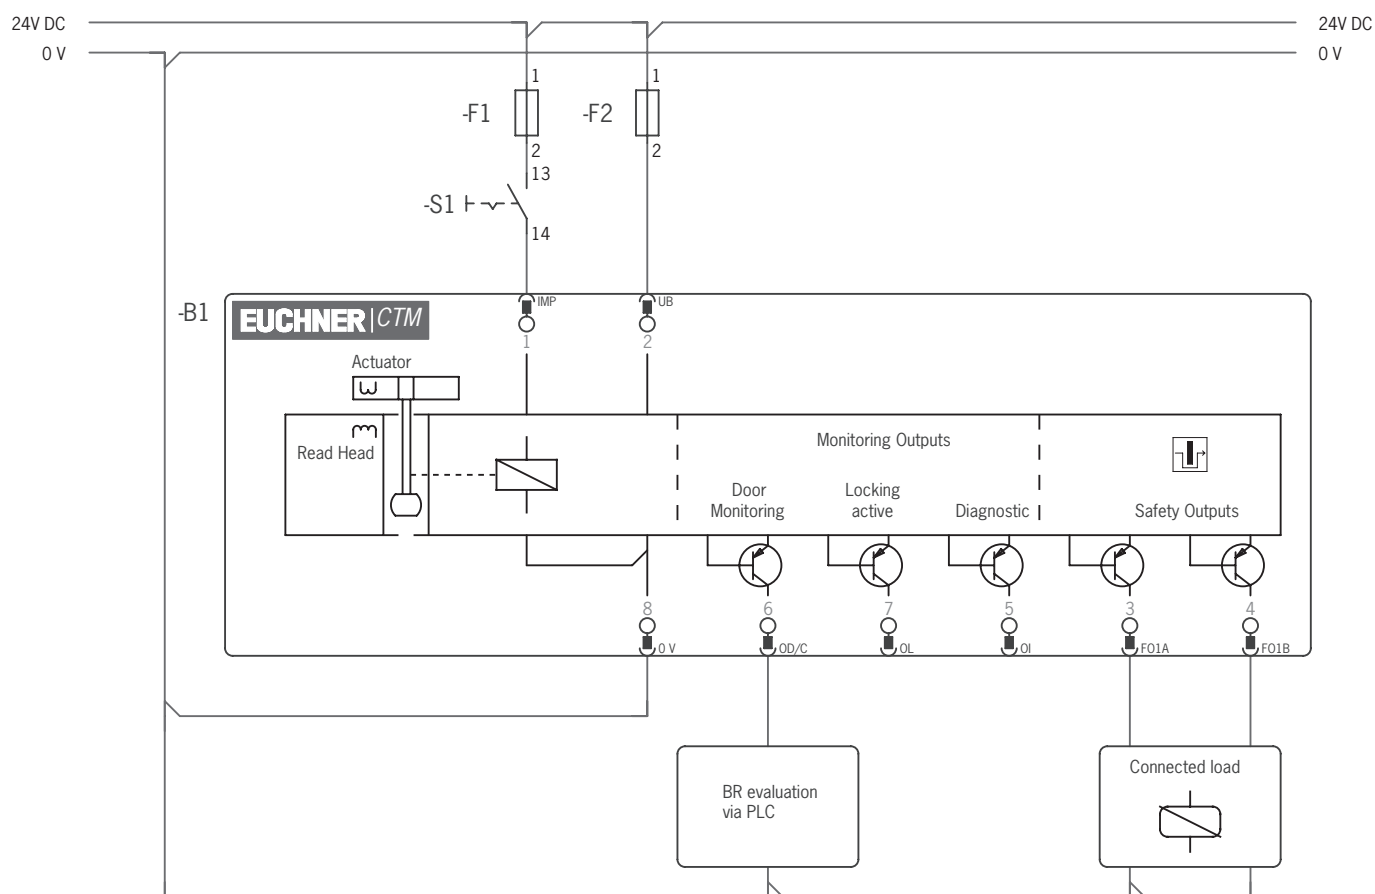 24V DC
24V DC
0 V
0 V
1
1
-F1
-F2
2
2
13
-S1
14
-B1
EUCHNER CTM
IMP
UB
1
2
Actuator
Read Head
Monitoring Outputs
Door
Monitoring
Locking
active
Diagnostic
Safety Outputs
8
6
7
5
3
4
0 V
OD/C
OL
OI
FO1A
FO1B
BR evaluation
via PLC
Connected load